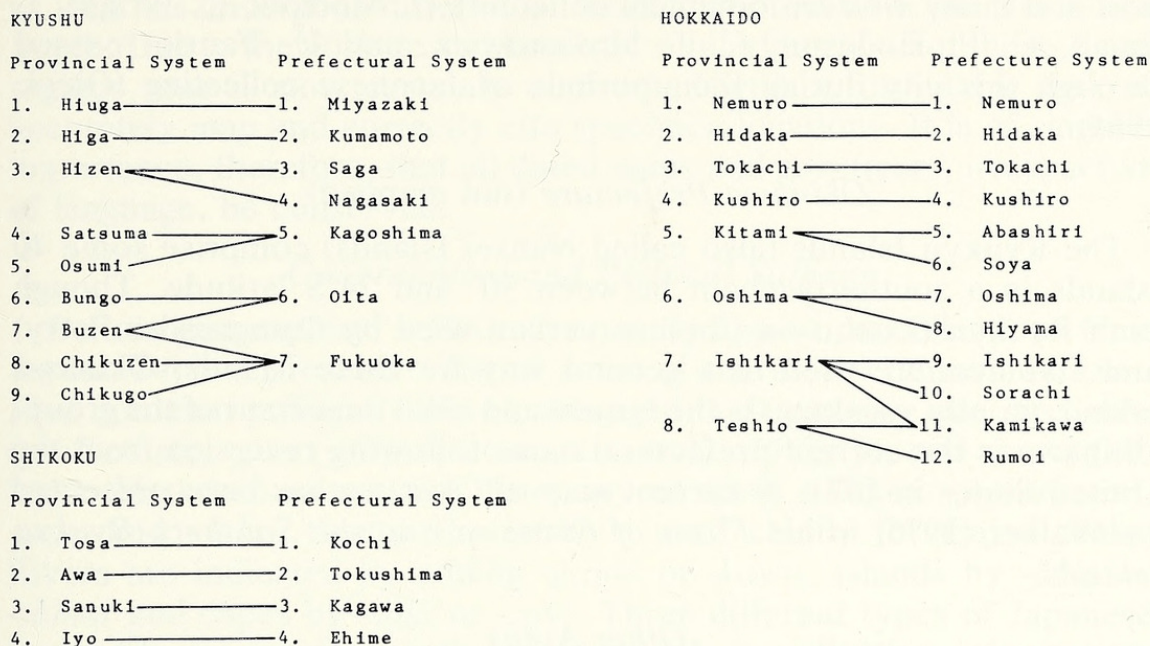 KYUSHU
Provincial System Prefectural System
1. Hiuga 1. Miyazaki
2. Higa 2. Kumamoto
3. Hizen 3. Saga
4. Nagasaki
4. Satsuma 5. Kagoshima
5. Osumi
6. Bungo 6. Oita
7. Buzen
8. Chikuzen 7. Fukuoka
9. Chikugo
SHIKOKU
Provincial System Prefectural System
1. Tosa 1. Kochi
2. Awa 2. Tokushima
3. Sanuki 3. Kagawa
4. Iyo 4. Ehime
HOKKAIDO
Provincial System Prefecture System
1. Nemuro 1. Nemuro
2. Hidaka 2. Hidaka
3. Tokachi 3. Tokachi
4. Kushiro 4. Kushiro
5. Kitami 5. Abashiri
6. Soya
6. Oshima 7. Oshima
8. Hiyama
7. Ishikari 9. Ishikari
10. Sorachi
8. Teshio 11. Kamikawa
12. Rumoi